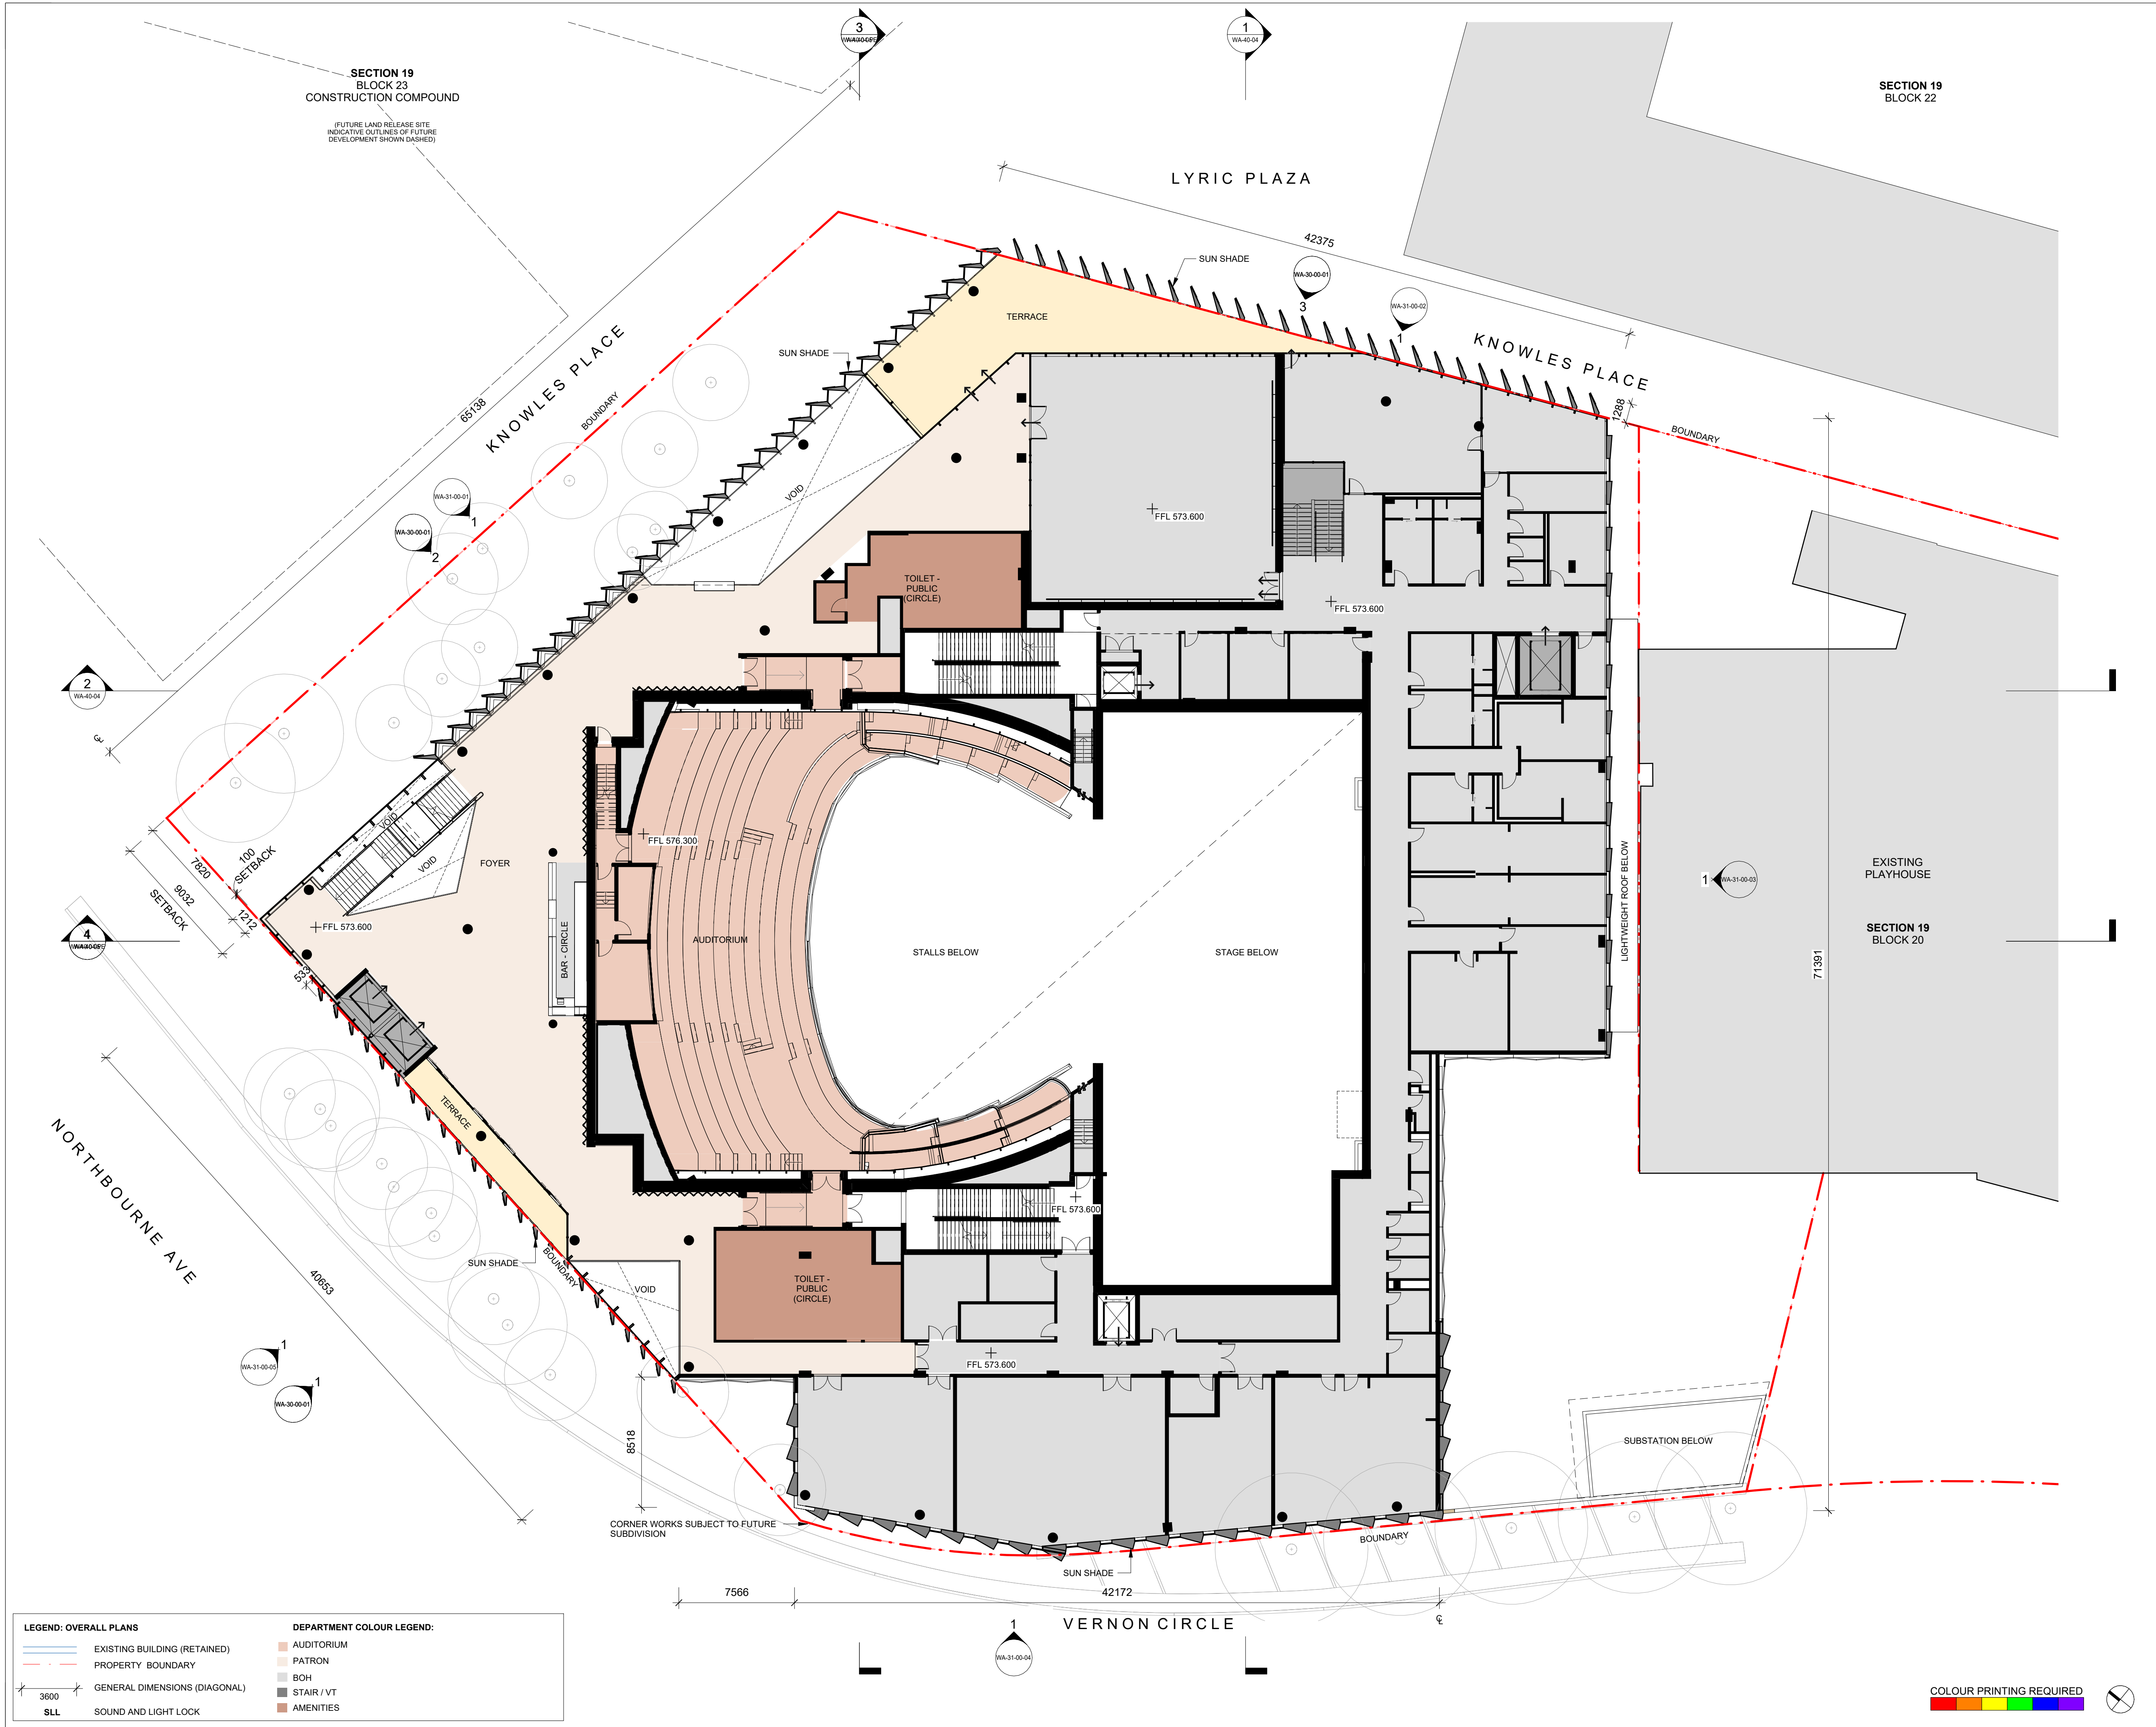 3
1
WA-40-04
SECTION 19
BLOCK 23
CONSTRUCTION COMPOUND
(FUTURE LAND RELEASE SITE
INDICATIVE OUTLINES OF FUTURE
DEVELOPMENT SHOWN DASHED)
SECTION 19
BLOCK 22
LYRIC PLAZA
42375
SUN SHADE
WA-30-00-01
3
WA-31-00-02
1
TERRACE
KNOWLES PLACE
SUN SHADE
KNOWLES PLACE
65138
BOUNDARY
1288
BOUNDARY
WA-31-00-01
1
WA-30-00-01
2
VOID
FFL 573.600
TOILET -
PUBLIC
(CIRCLE)
FFL 573.600
2
WA-40-04
℄
VOID
VOID
FOYER
FFL 576.300
7820
100
SETBACK
9032
SETBACK
1212
FFL 573.600
533
4
BAR - CIRCLE
AUDITORIUM
STALLS BELOW
STAGE BELOW
LIGHTWEIGHT ROOF BELOW
1
WA-31-00-03
EXISTING
PLAYHOUSE
SECTION 19
BLOCK 20
71391
TERRACE
NORTHBOURNE AVE
40653
SUN SHADE
BOUNDARY
VOID
FFL 573.600
TOILET -
PUBLIC
(CIRCLE)
FFL 573.600
1
WA-31-00-05
1
WA-30-00-01
8518
CORNER WORKS SUBJECT TO FUTURE
SUBDIVISION
SUBSTATION BELOW
BOUNDARY
SUN SHADE
7566
42172
℄
VERNON CIRCLE
1
WA-31-00-04
LEGEND: OVERALL PLANS
EXISTING BUILDING (RETAINED)
PROPERTY BOUNDARY
GENERAL DIMENSIONS (DIAGONAL)
3600
SLL
SOUND AND LIGHT LOCK
DEPARTMENT COLOUR LEGEND:
AUDITORIUM
PATRON
BOH
STAIR / VT
AMENITIES
COLOUR PRINTING REQUIRED